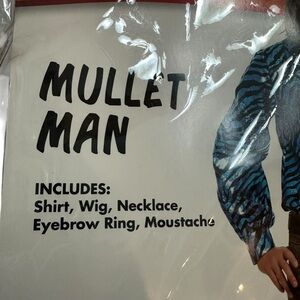 MULLET
MAN
INCLUDES:
Shirt, Wig, Necklace,
Eyebrow Ring, Moustache